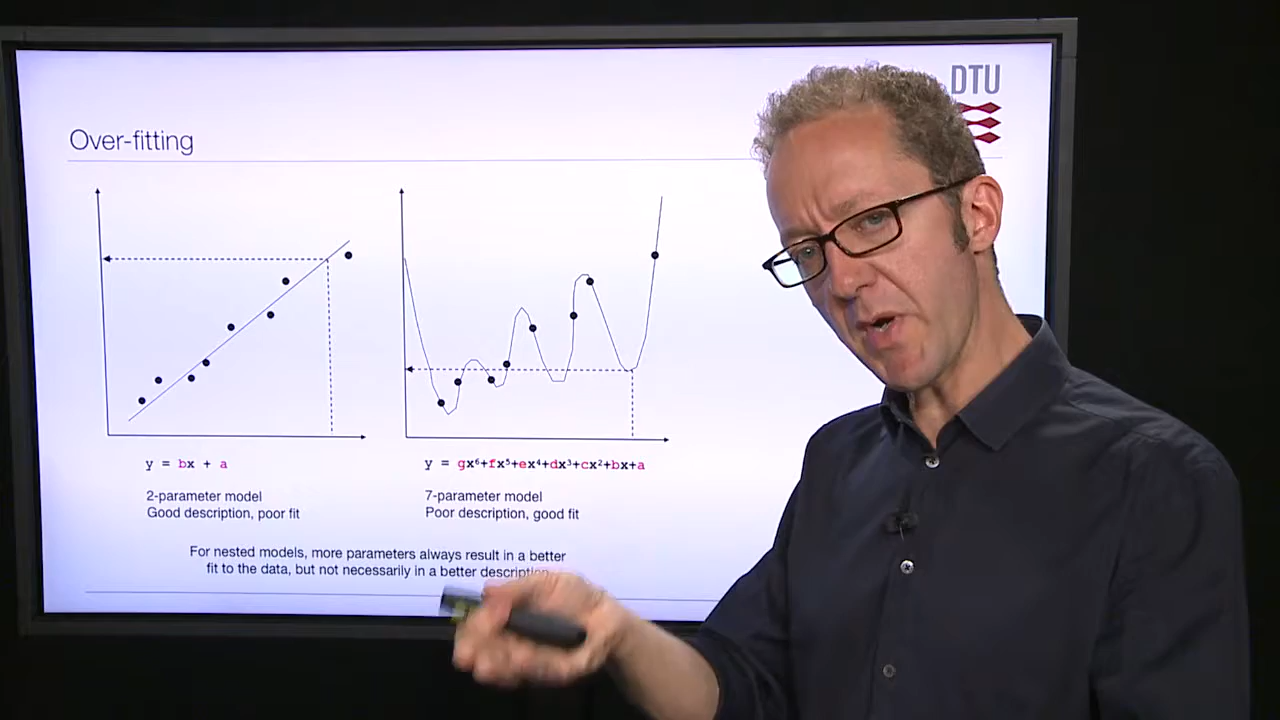 DTU
Over-fitting
y = bx + a
y = gx⁶+fx⁵+ex⁴+dx³+cx²+bx+a
2-parameter model
Good description, poor fit
7-parameter model
Poor description, good fit
For nested models, more parameters always result in a better
fit to the data, but not necessarily in a better description